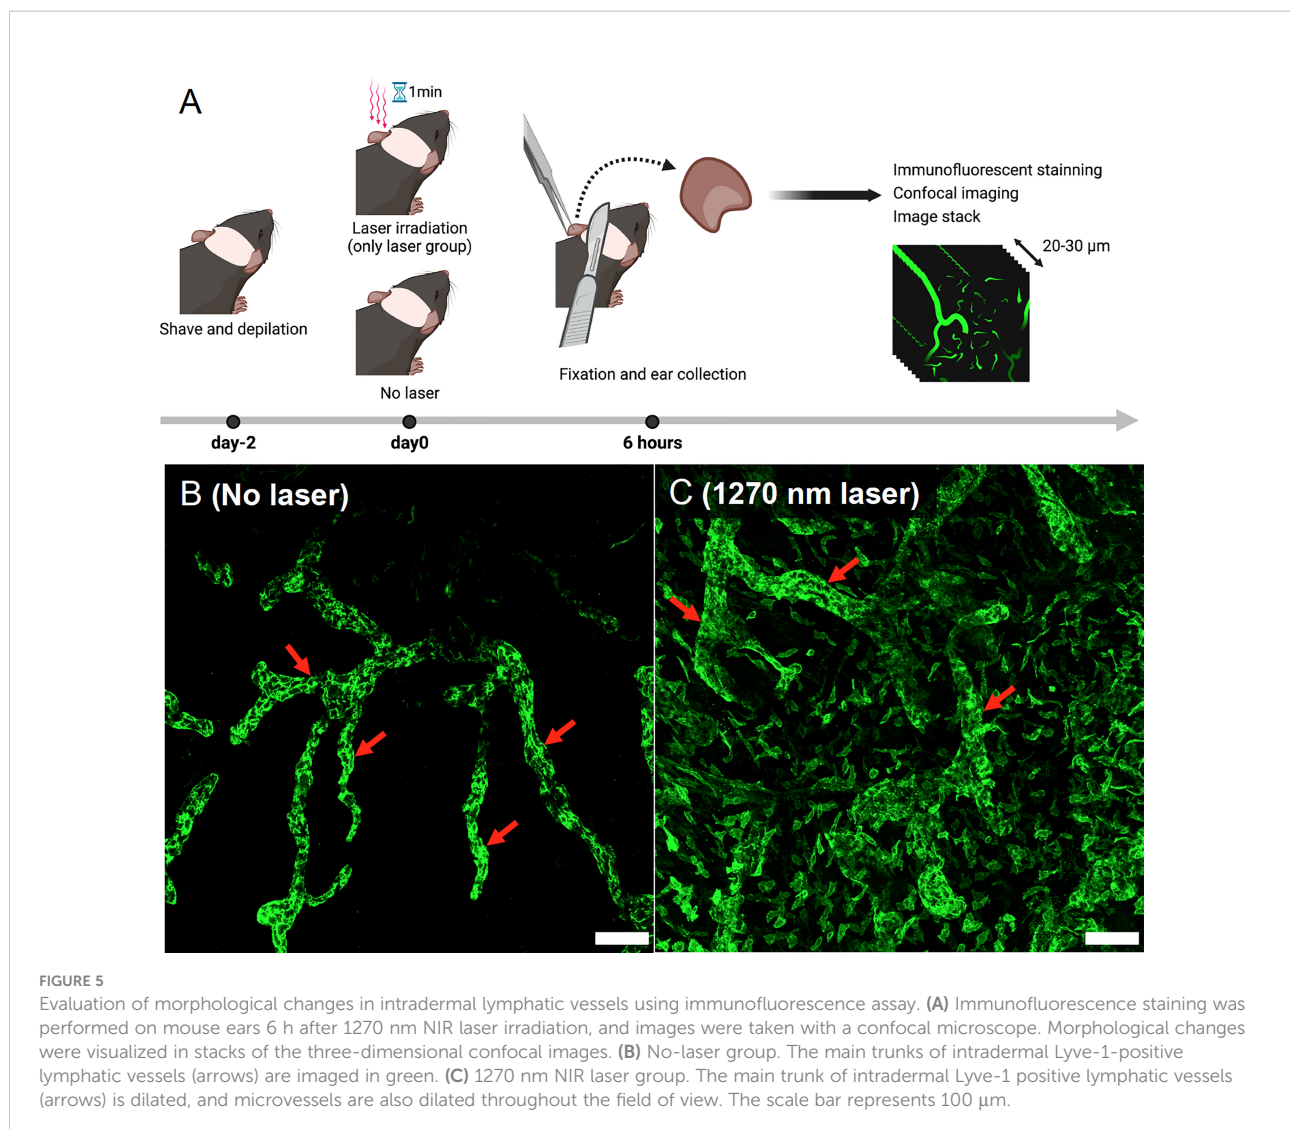 A
1min
Laser irradiation
(only laser group)
Shave and depilation
No laser
Fixation and ear collection
Immunofluorescent stainning
Confocal imaging
Image stack
20-30 µm
day-2
day0
6 hours
B (No laser)
C (1270 nm laser)
FIGURE 5
Evaluation of morphological changes in intradermal lymphatic vessels using immunofluorescence assay. (A) Immunofluorescence staining was
performed on mouse ears 6 h after 1270 nm NIR laser irradiation, and images were taken with a confocal microscope. Morphological changes
were visualized in stacks of the three-dimensional confocal images. (B) No-laser group. The main trunks of intradermal Lyve-1-positive
lymphatic vessels (arrows) are imaged in green. (C) 1270 nm NIR laser group. The main trunk of intradermal Lyve-1 positive lymphatic vessels
(arrows) is dilated, and microvessels are also dilated throughout the field of view. The scale bar represents 100 µm.